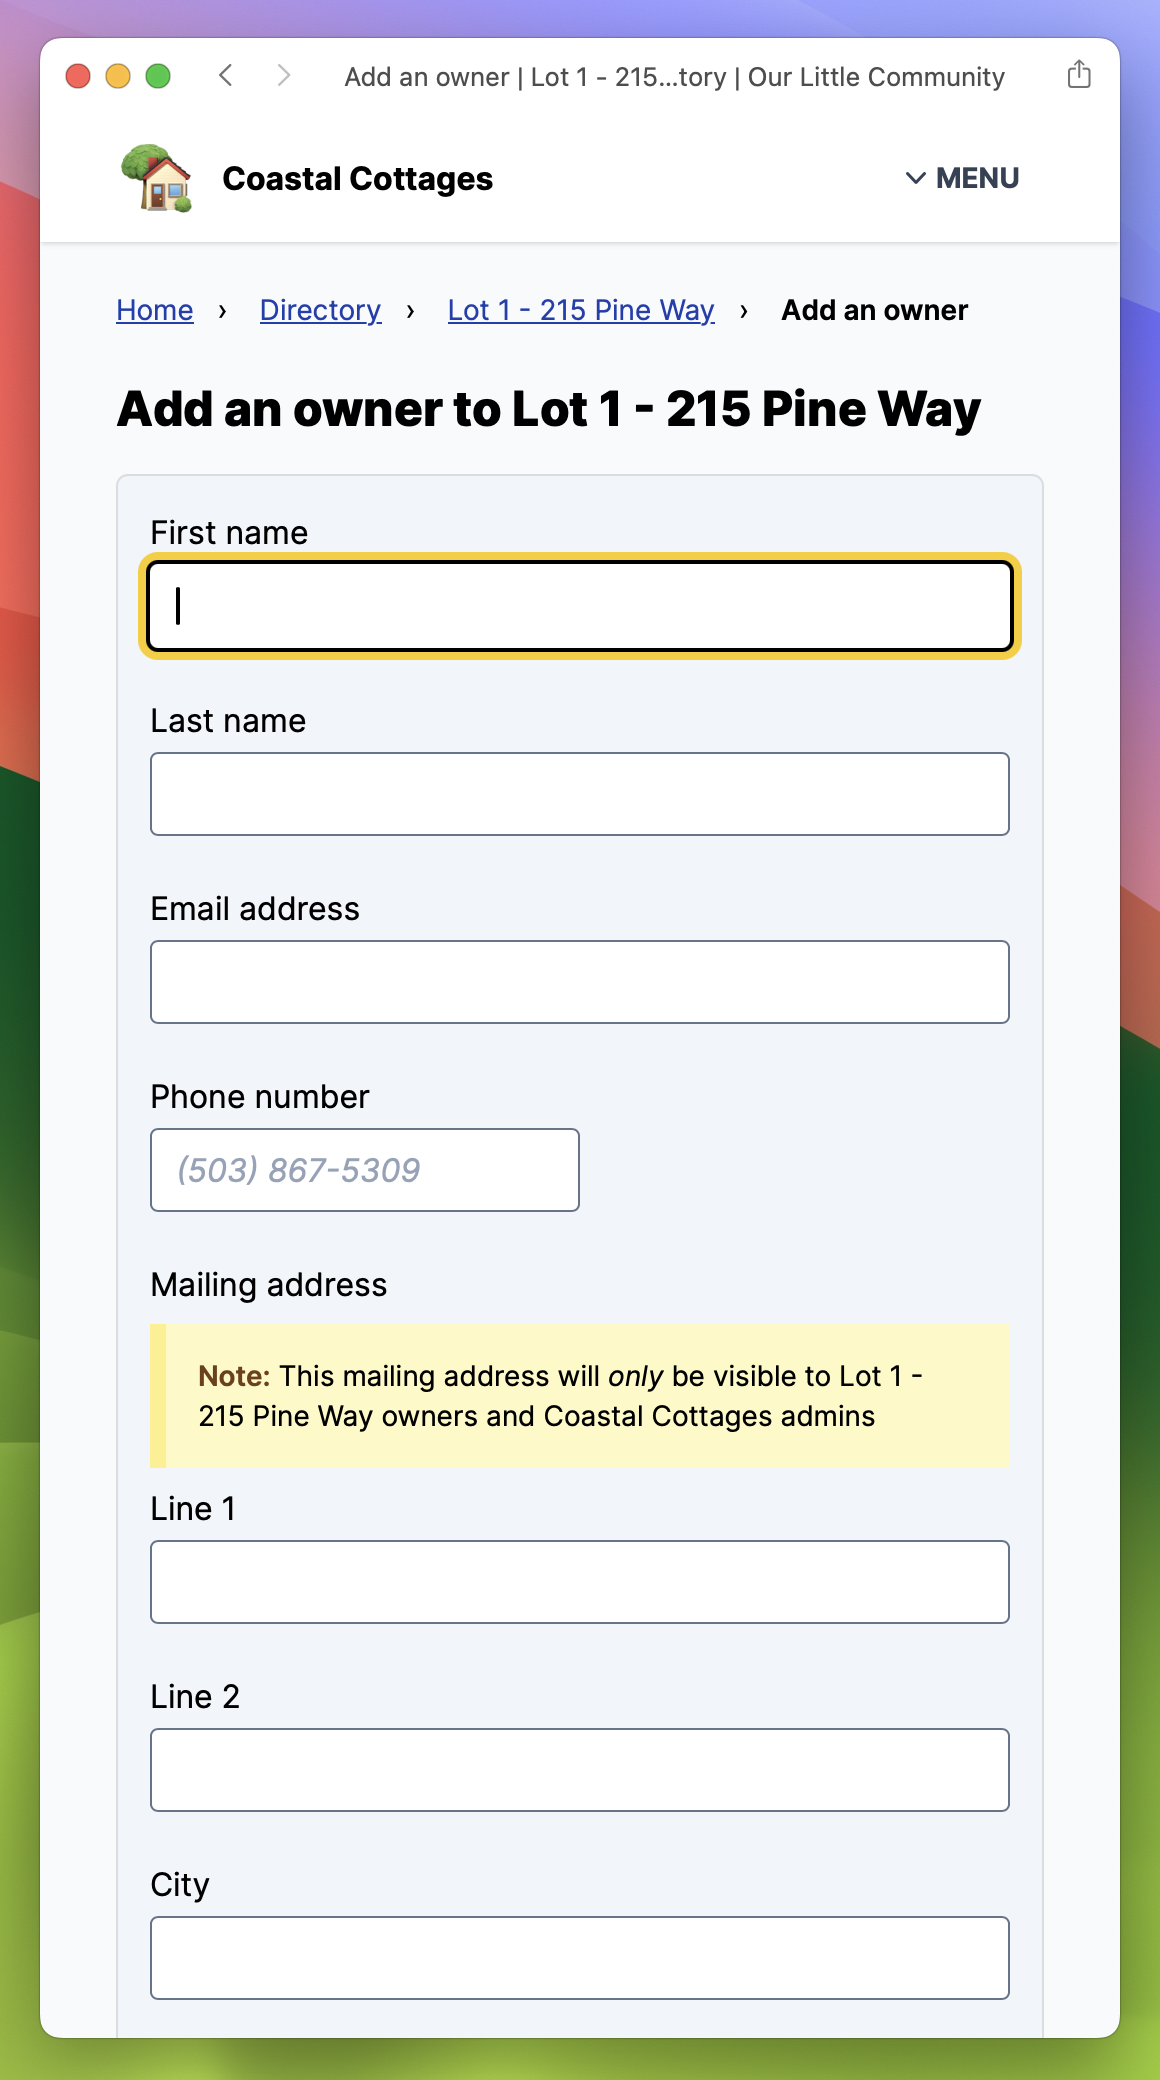 Add an owner | Lot 1 - 215...tory | Our Little Community
Coastal Cottages
MENU
Home › Directory › Lot 1 - 215 Pine Way › Add an owner
Add an owner to Lot 1 - 215 Pine Way
First name
Last name
Email address
Phone number
(503) 867-5309
Mailing address
Note: This mailing address will only be visible to Lot 1 -
215 Pine Way owners and Coastal Cottages admins
Line 1
Line 2
City